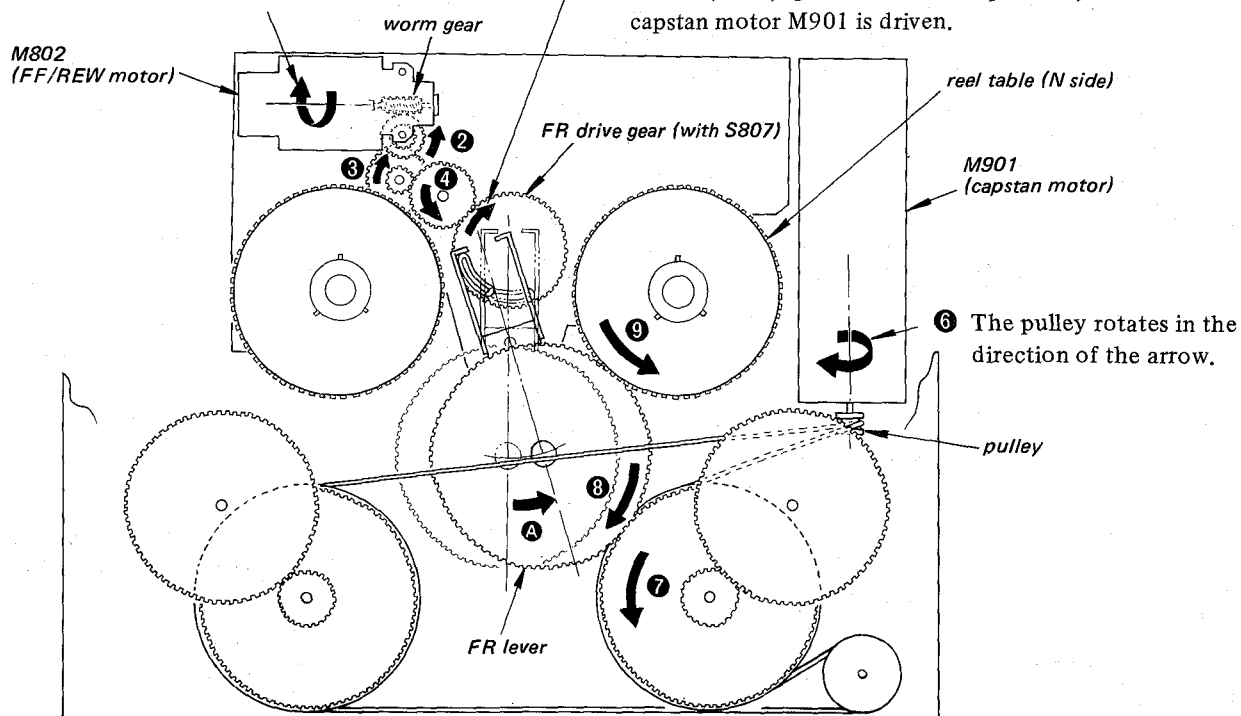 capstan motor M901 is driven.
worm gear
M802
(FF/REW motor)
reel table (N side)
FR drive gear (with S807)
❷
❸
❹
M901
(capstan motor)
❾
❻ The pulley rotates in the
direction of the arrow.
pulley
❽
A
❼
FR lever